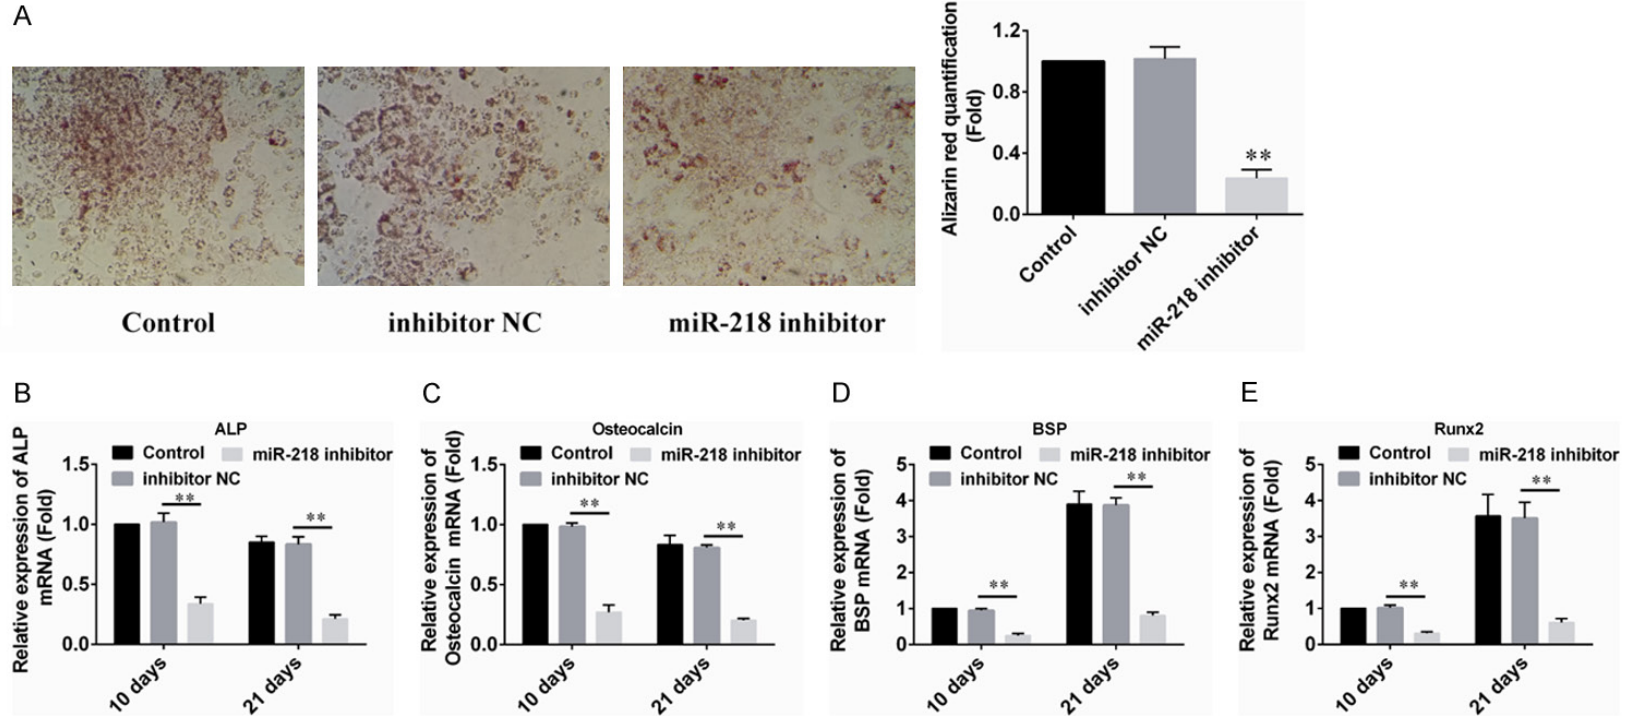 A
Control
inhibitor NC
miR-218 inhibitor
Alizarin red quantification
(Fold)
1.2
0.8
0.4
0.0
**
Control
inhibitor NC
miR-218 inhibitor
B
ALP
Control
miR-218 inhibitor
inhibitor NC
Relative expression of ALP
mRNA (Fold)
1.5
1.0
0.5
0.0
**
**
10 days
21 days
C
Osteocalcin
Control
miR-218 inhibitor
inhibitor NC
Relative expression of
Osteocalcin mRNA (Fold)
1.5
1.0
0.5
0.0
**
**
10 days
21 days
D
BSP
Control
miR-218 inhibitor
inhibitor NC
Relative expression of
BSP mRNA (Fold)
5
4
3
2
1
0
**
**
10 days
21 days
E
Runx2
Control
miR-218 inhibitor
inhibitor NC
Relative expression of
Runx2 mRNA (Fold)
5
4
3
2
1
0
**
**
10 days
21 days